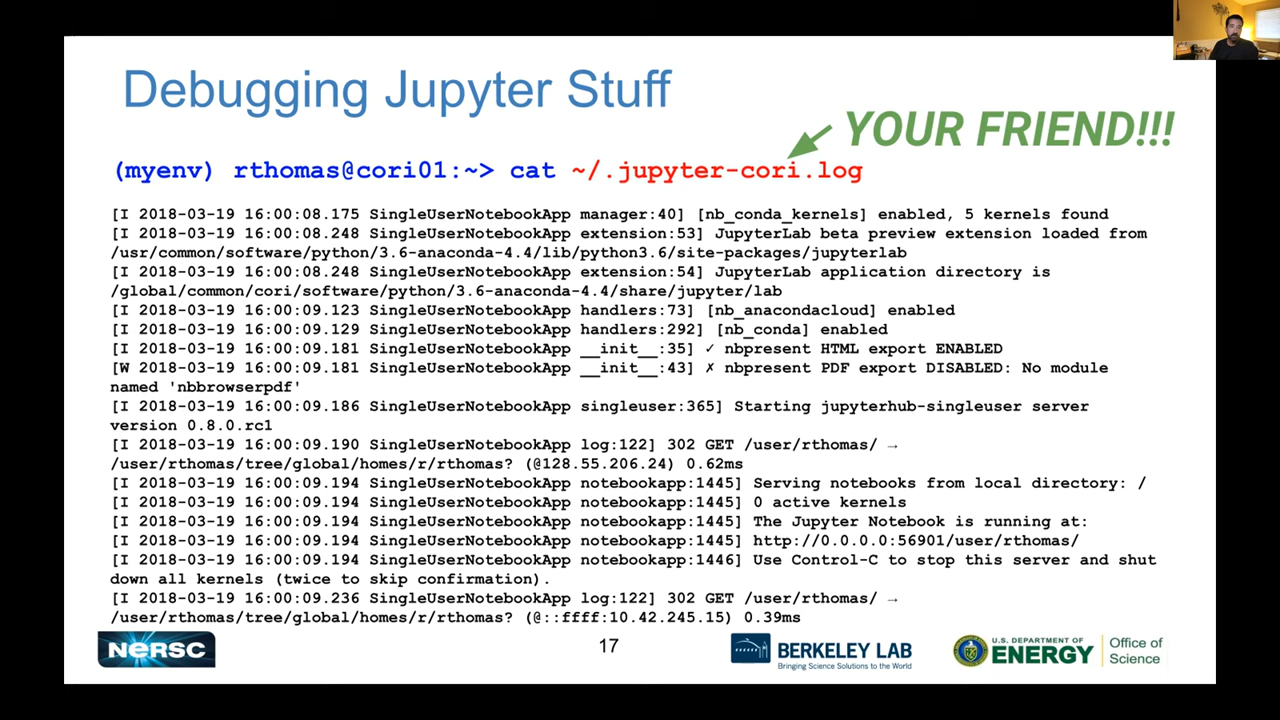 Debugging Jupyter Stuff
YOUR FRIEND!!!
(myenv) rthomas@cori01:~> cat ~/.jupyter-cori.log
[I 2018-03-19 16:00:08.175 SingleUserNotebookApp manager:40] [nb_conda_kernels] enabled, 5 kernels found
[I 2018-03-19 16:00:08.248 SingleUserNotebookApp extension:53] JupyterLab beta preview extension loaded from
/usr/common/software/python/3.6-anaconda-4.4/lib/python3.6/site-packages/jupyterlab
[I 2018-03-19 16:00:08.248 SingleUserNotebookApp extension:54] JupyterLab application directory is
/global/common/cori/software/python/3.6-anaconda-4.4/share/jupyter/lab
[I 2018-03-19 16:00:09.123 SingleUserNotebookApp handlers:73] [nb_anacondacloud] enabled
[I 2018-03-19 16:00:09.129 SingleUserNotebookApp handlers:292] [nb_conda] enabled
[I 2018-03-19 16:00:09.181 SingleUserNotebookApp __init__:35] ✓ nbpresent HTML export ENABLED
[W 2018-03-19 16:00:09.181 SingleUserNotebookApp __init__:43] ✗ nbpresent PDF export DISABLED: No module
named 'nbbrowserpdf'
[I 2018-03-19 16:00:09.186 SingleUserNotebookApp singleuser:365] Starting jupyterhub-singleuser server
version 0.8.0.rc1
[I 2018-03-19 16:00:09.190 SingleUserNotebookApp log:122] 302 GET /user/rthomas/ →
/user/rthomas/tree/global/homes/r/rthomas? (@128.55.206.24) 0.62ms
[I 2018-03-19 16:00:09.194 SingleUserNotebookApp notebookapp:1445] Serving notebooks from local directory: /
[I 2018-03-19 16:00:09.194 SingleUserNotebookApp notebookapp:1445] 0 active kernels
[I 2018-03-19 16:00:09.194 SingleUserNotebookApp notebookapp:1445] The Jupyter Notebook is running at:
[I 2018-03-19 16:00:09.194 SingleUserNotebookApp notebookapp:1445] http://0.0.0.0:56901/user/rthomas/
[I 2018-03-19 16:00:09.194 SingleUserNotebookApp notebookapp:1446] Use Control-C to stop this server and shut
down all kernels (twice to skip confirmation).
[I 2018-03-19 16:00:09.236 SingleUserNotebookApp log:122] 302 GET /user/rthomas/ →
/user/rthomas/tree/global/homes/r/rthomas? (@::ffff:10.42.245.15) 0.39ms
NERSC
17
BERKELEY LAB
Bringing Science Solutions to the World
U.S. DEPARTMENT OF
ENERGY
Office of
Science